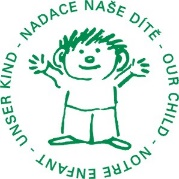 UNSER KIND - NADACE NAŠE DÍTĚ - OUR CHILD - NOTRE ENFANT -